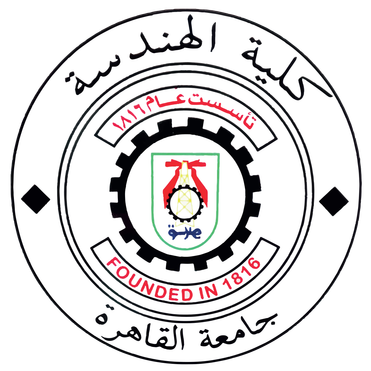 كلية الهندسة
تأسست عام ١٨١٦
FOUNDED IN 1816
جامعة القاهرة